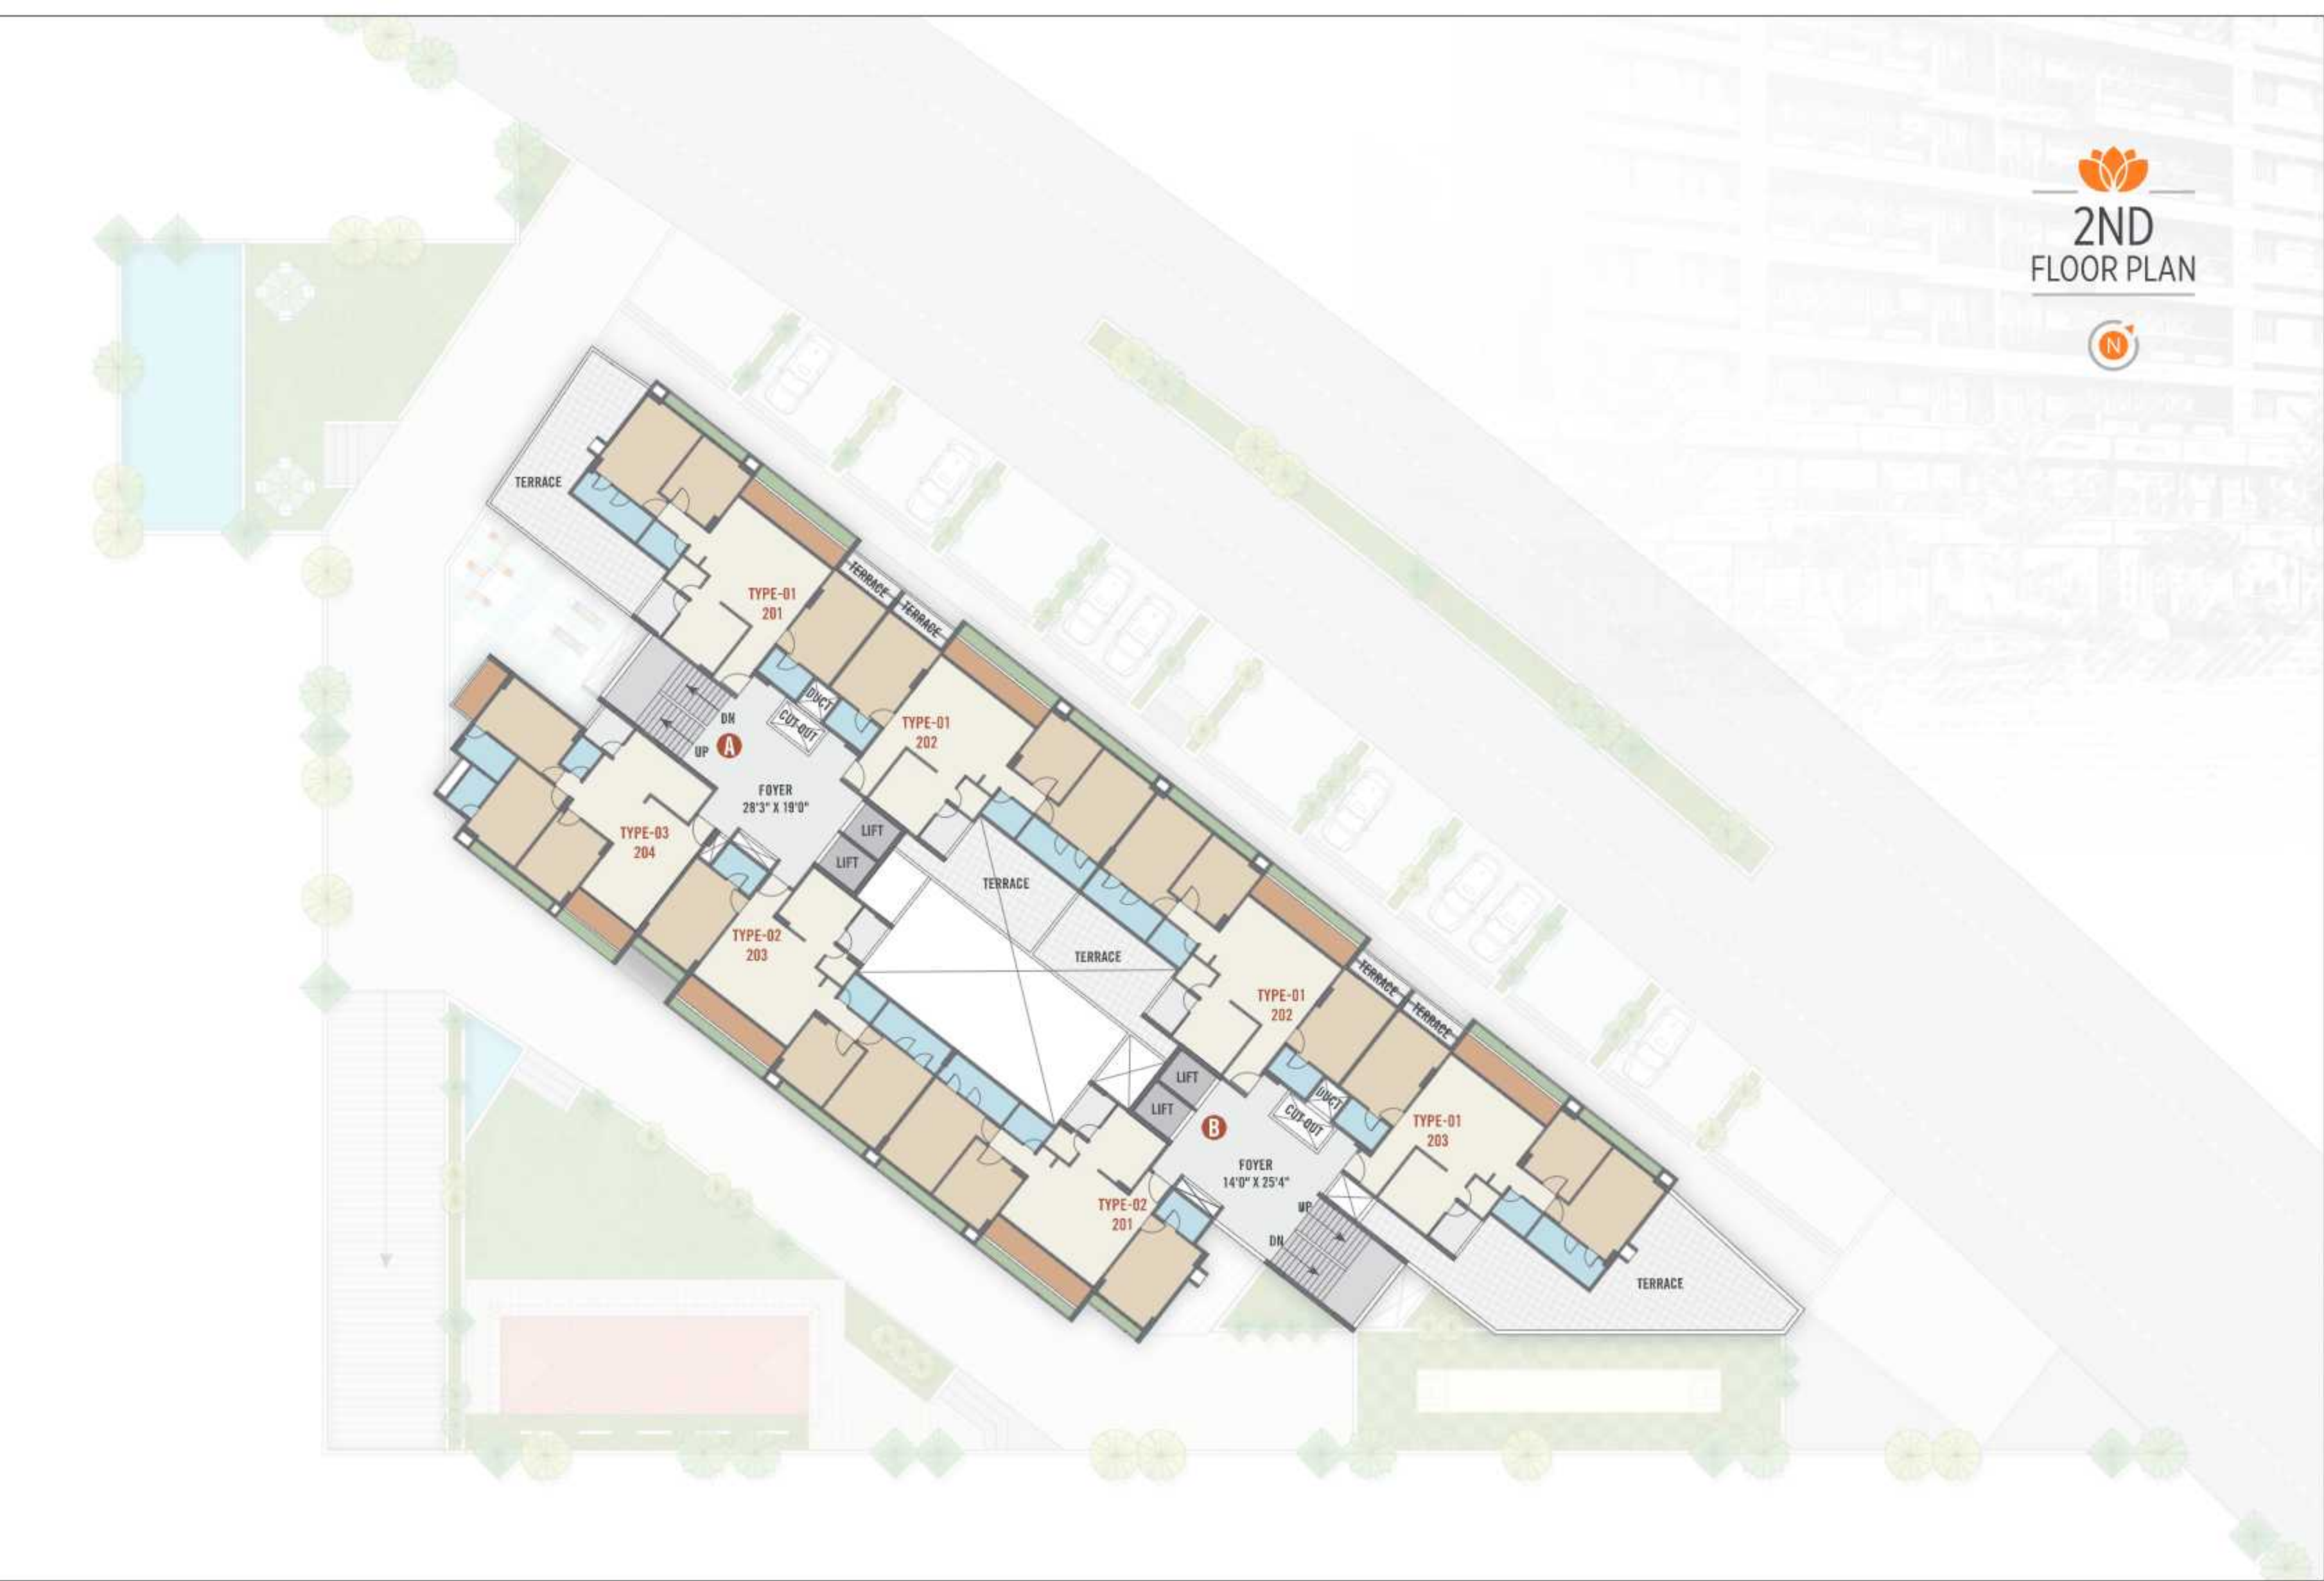 2ND
FLOOR PLAN
N
TERRACE
TYPE-01
201
TERRACE
TERRACE
DUCT
CUT-OUT
DN
UP
A
TYPE-01
202
FOYER
28'3" X 19'0"
LIFT
LIFT
TYPE-03
204
TYPE-02
203
TERRACE
TERRACE
TYPE-01
202
TERRACE
TERRACE
LIFT
LIFT
DUCT
CUT-OUT
B
TYPE-01
203
FOYER
14'0" X 25'4"
UP
DN
TYPE-02
201
TERRACE